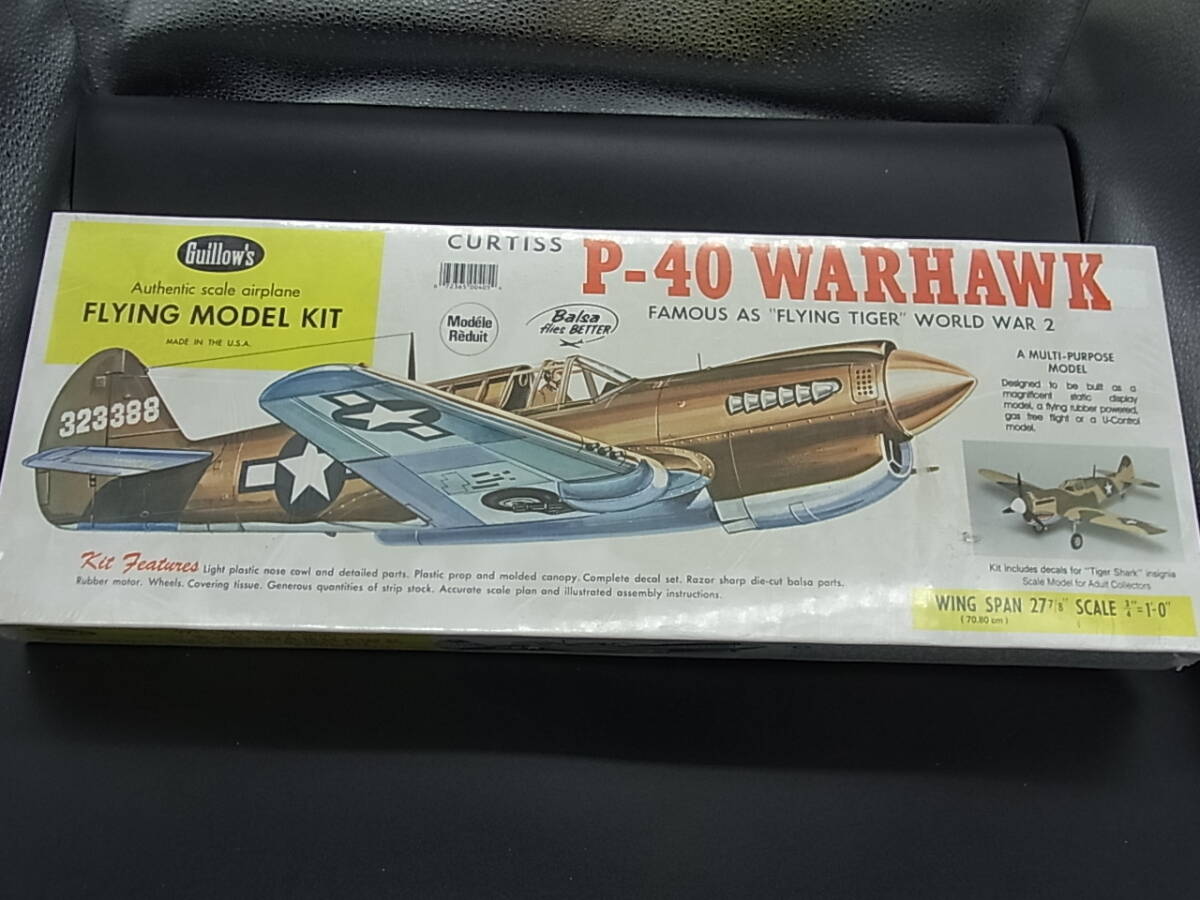 Guillow's
Authentic scale airplane
FLYING MODEL KIT
MADE IN THE U.S.A.
CURTISS P-40 WARHAWK
FAMOUS AS "FLYING TIGER" WORLD WAR 2
Modéle
Rèduit
Balsa
flies BETTER
A MULTI-PURPOSE
MODEL
Designed to be built as a
magnificent static display
model, a flying rubber powered,
gas free flight or a U-Control
model.
323388
Kit includes decals for "Tiger Shark" insignia
Scale Model for Adult Collectors
Kit Features Light plastic nose cowl and detailed parts. Plastic prop and molded canopy. Complete decal set. Razor sharp die-cut balsa parts.
Rubber motor. Wheels. Covering tissue. Generous quantities of strip stock. Accurate scale plan and illustrated assembly instructions.
WING SPAN 27 7/8" SCALE 3/4"=1'-0"
(70.80 cm)